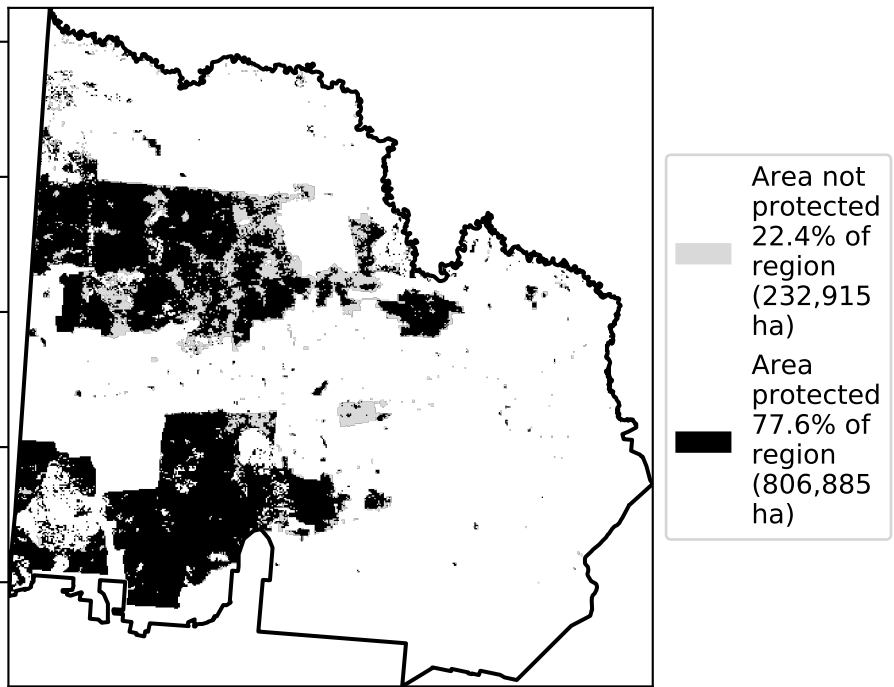 Area not
protected
22.4% of
region
(232,915
ha)
Area
protected
77.6% of
region
(806,885
ha)